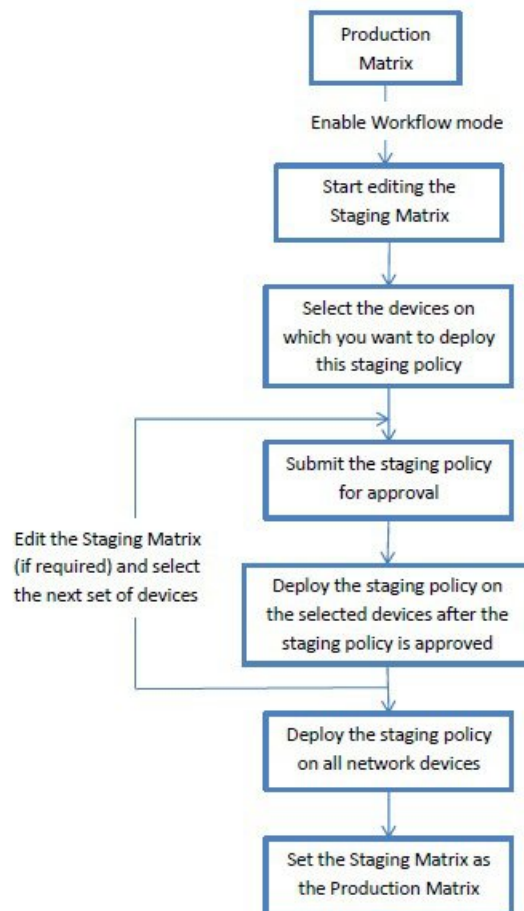 Production
Matrix
Enable Workflow mode
Start editing the
Staging Matrix
Select the devices on
which you want to deploy
this staging policy
Submit the staging policy
for approval
Edit the Staging Matrix
(if required) and select
the next set of devices
Deploy the staging policy on
the selected devices after the
staging policy is approved
Deploy the staging policy
on all network devices
Set the Staging Matrix as
the Production Matrix